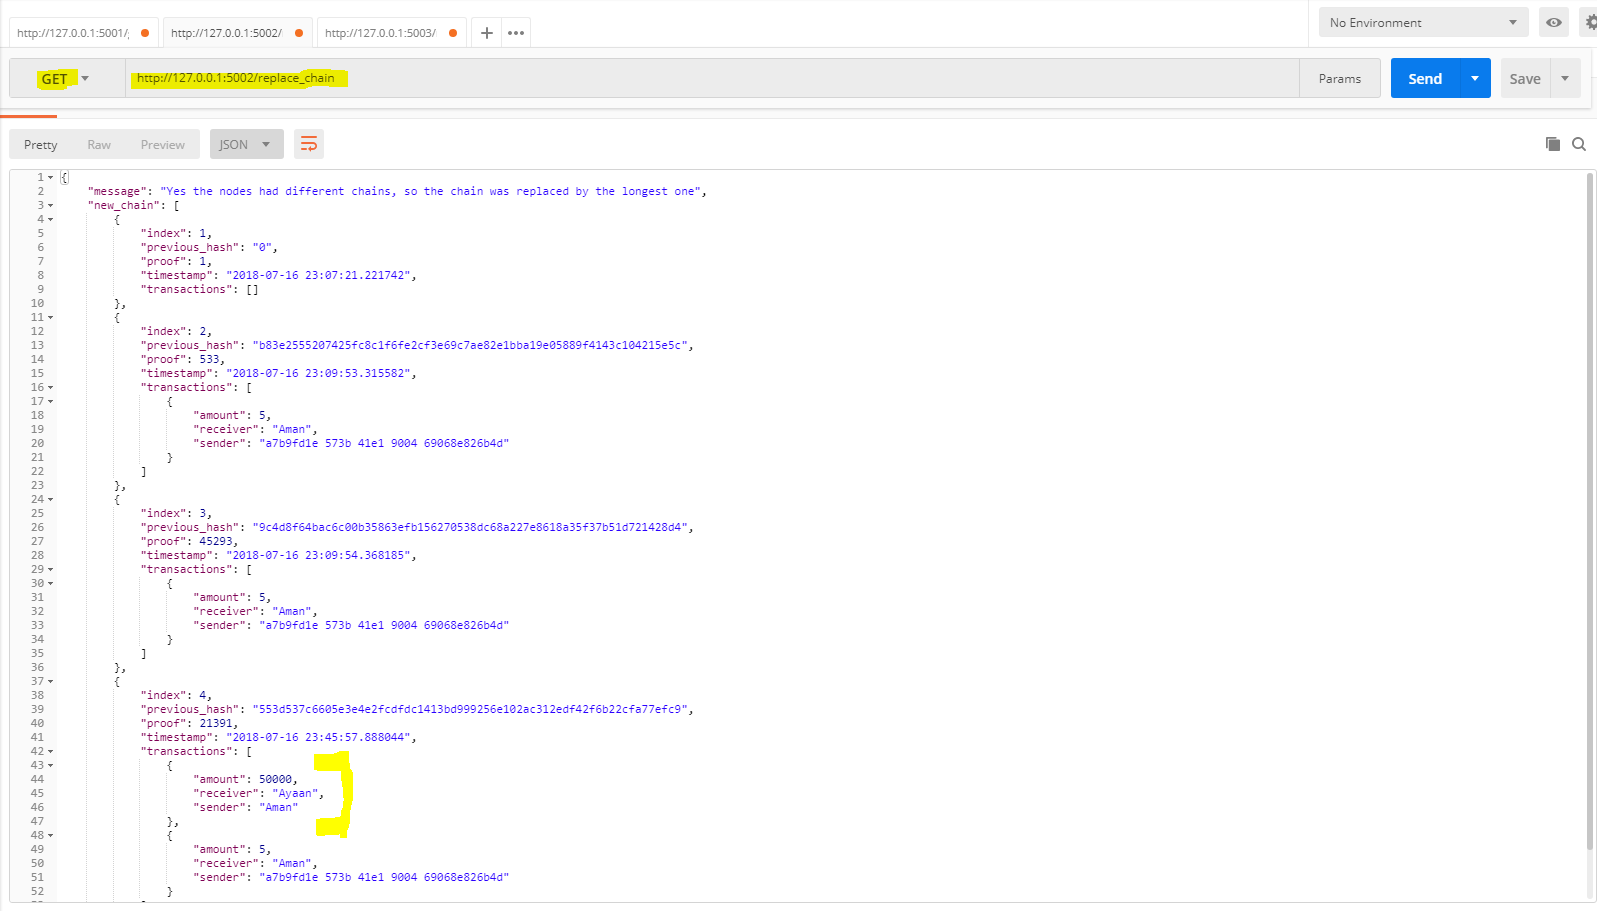 http://127.0.0.1:5001/g http://127.0.0.1:5002/ http://127.0.0.1:5003/ No Environment
GET http://127.0.0.1:5002/replace_chain Params Send Save
Pretty Raw Preview JSON
1 {
2 "message": "Yes the nodes had different chains, so the chain was replaced by the longest one",
3 "new_chain": [
4 {
5 "index": 1,
6 "previous_hash": "0",
7 "proof": 1,
8 "timestamp": "2018-07-16 23:07:21.221742",
9 "transactions": []
10 },
11 {
12 "index": 2,
13 "previous_hash": "b83e2555207425fc8c1f6fe2cf3e69c7ae82e1bba19e05889f4143c104215e5c",
14 "proof": 533,
15 "timestamp": "2018-07-16 23:09:53.315582",
16 "transactions": [
17 {
18 "amount": 5,
19 "receiver": "Aman",
20 "sender": "a7b9fd1e 573b 41e1 9004 69068e826b4d"
21 }
22 ]
23 },
24 {
25 "index": 3,
26 "previous_hash": "9c4d8f64bac6c00b35863efb156270538dc68a227e8618a35f37b51d721428d4",
27 "proof": 45293,
28 "timestamp": "2018-07-16 23:09:54.368185",
29 "transactions": [
30 {
31 "amount": 5,
32 "receiver": "Aman",
33 "sender": "a7b9fd1e 573b 41e1 9004 69068e826b4d"
34 }
35 ]
36 },
37 {
38 "index": 4,
39 "previous_hash": "553d537c6605e3e4e2fcdfdc1413bd999256e102ac312edf42f6b22cfa77efc9",
40 "proof": 21391,
41 "timestamp": "2018-07-16 23:45:57.888044",
42 "transactions": [
43 {
44 "amount": 50000,
45 "receiver": "Ayaan",
46 "sender": "Aman"
47 },
48 {
49 "amount": 5,
50 "receiver": "Aman",
51 "sender": "a7b9fd1e 573b 41e1 9004 69068e826b4d"
52 }